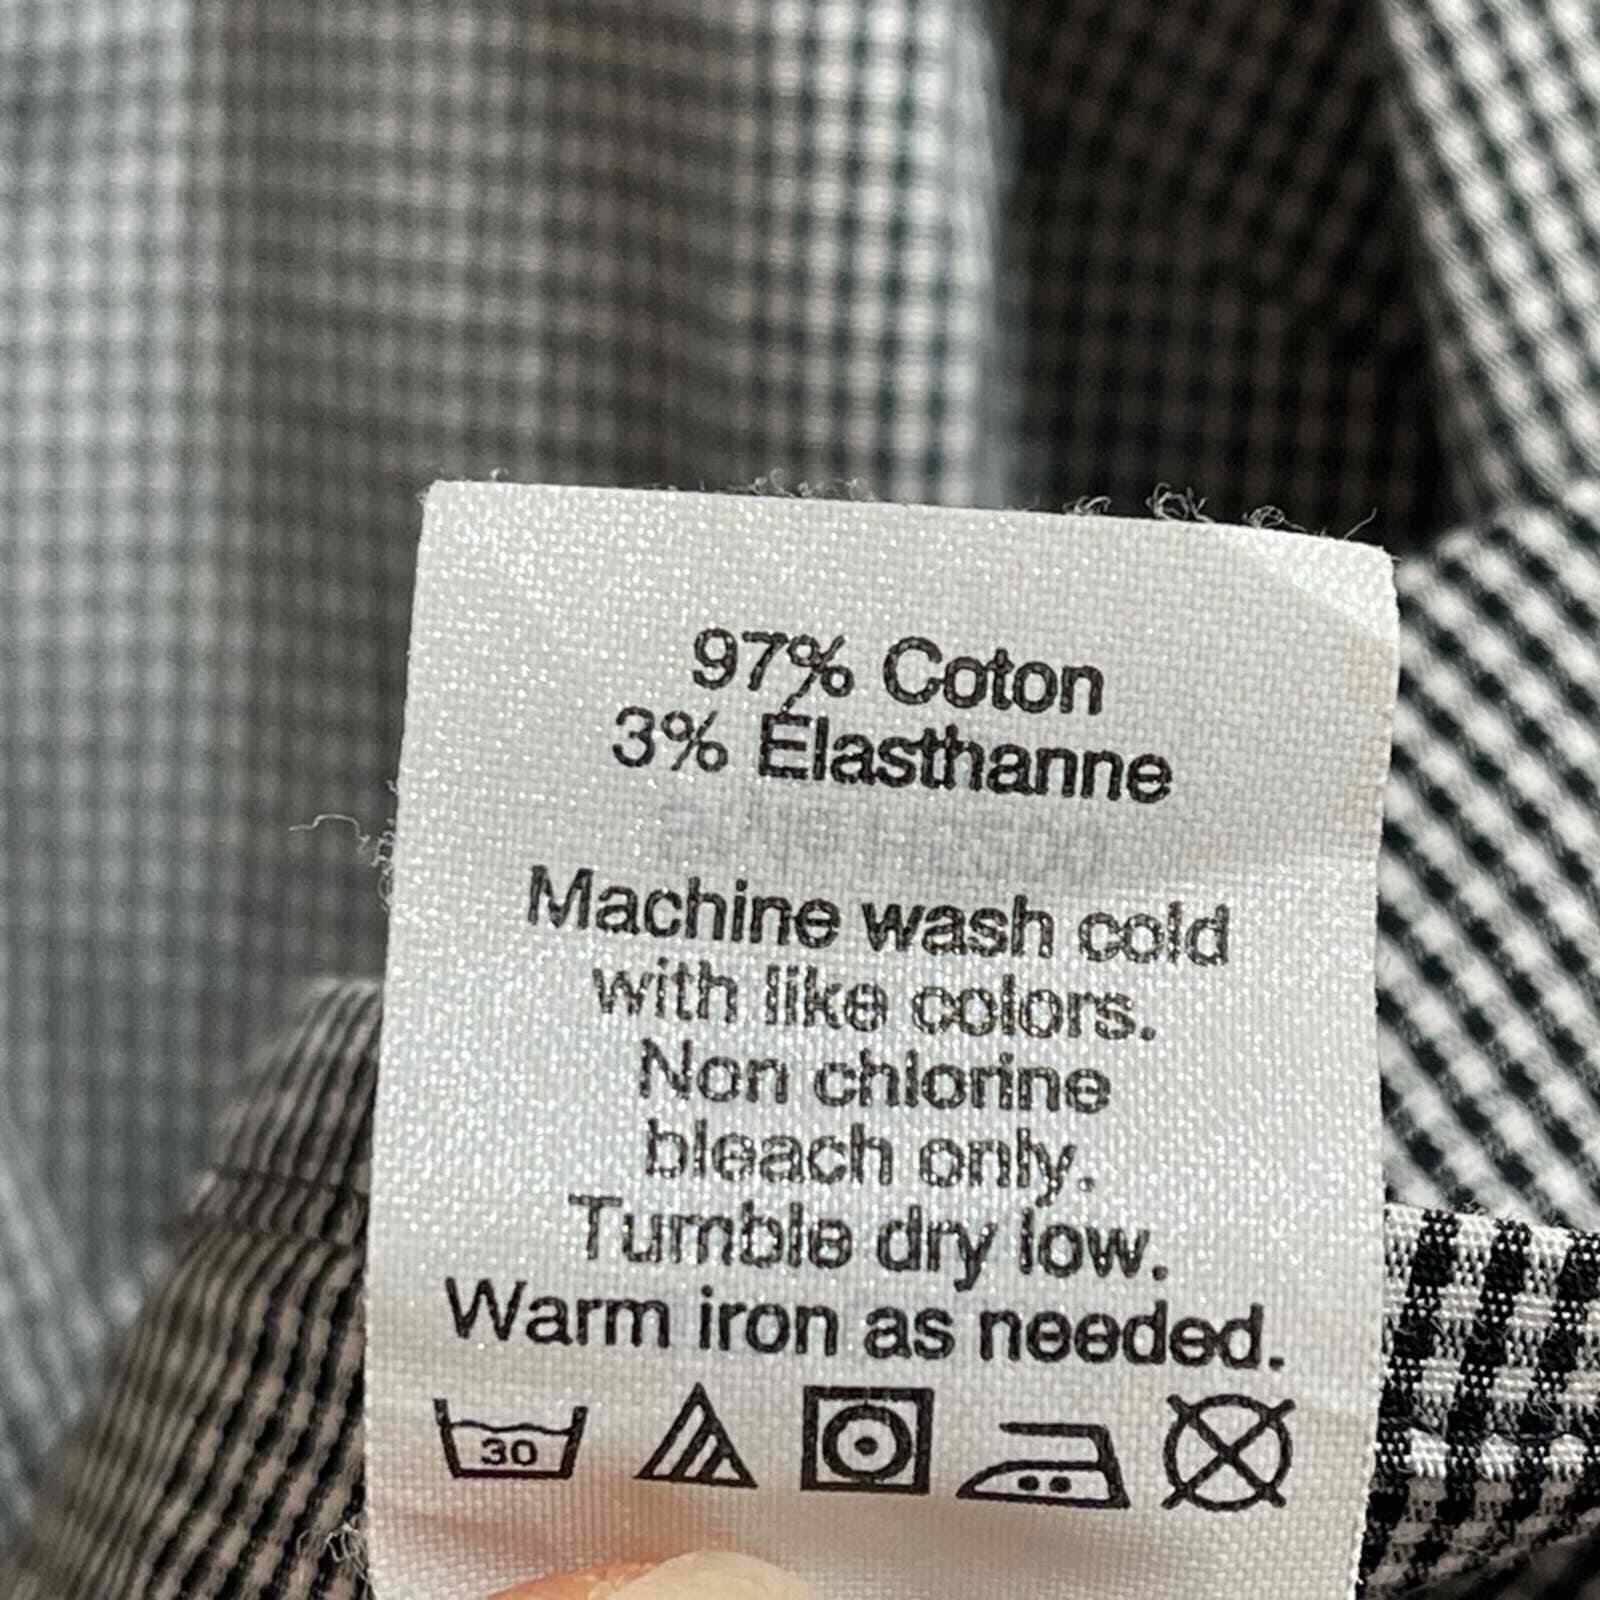 97% Coton
3% Élasthanne
Machine wash cold
with like colors.
Non chlorine
bleach only.
Tumble dry low.
Warm iron as needed.
30